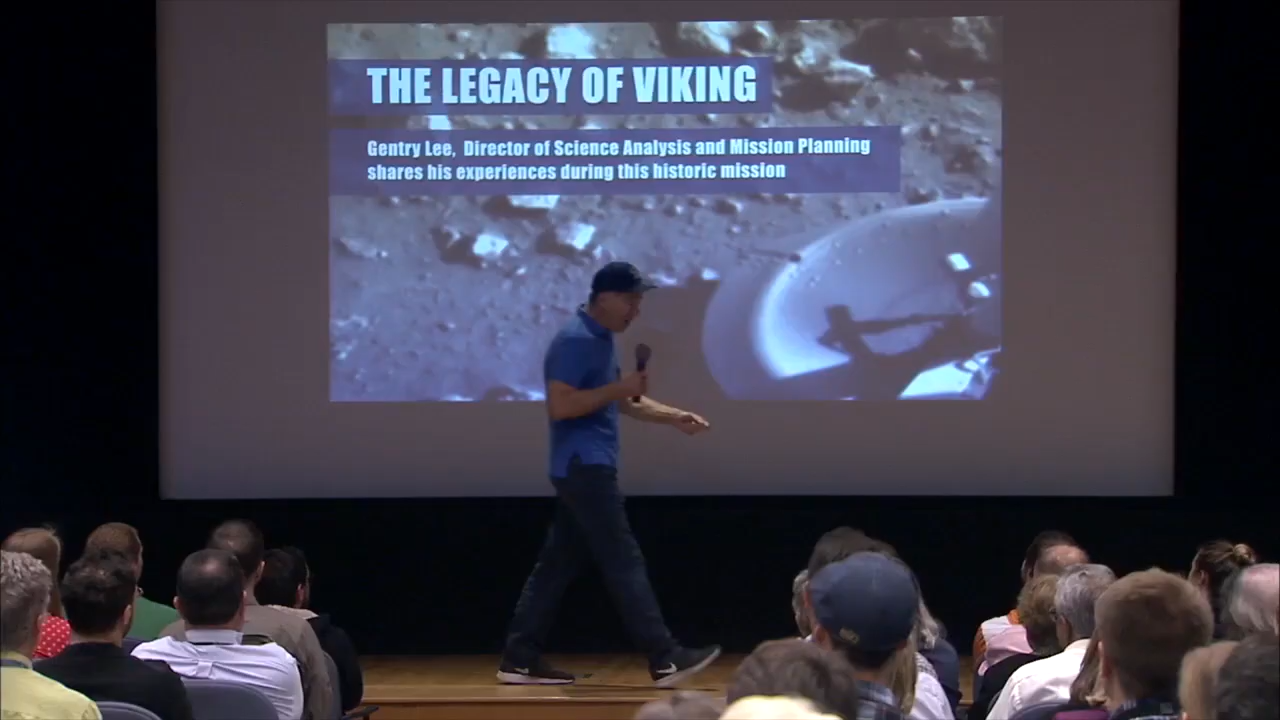 THE LEGACY OF VIKING
Gentry Lee, Director of Science Analysis and Mission Planning
shares his experiences during this historic mission